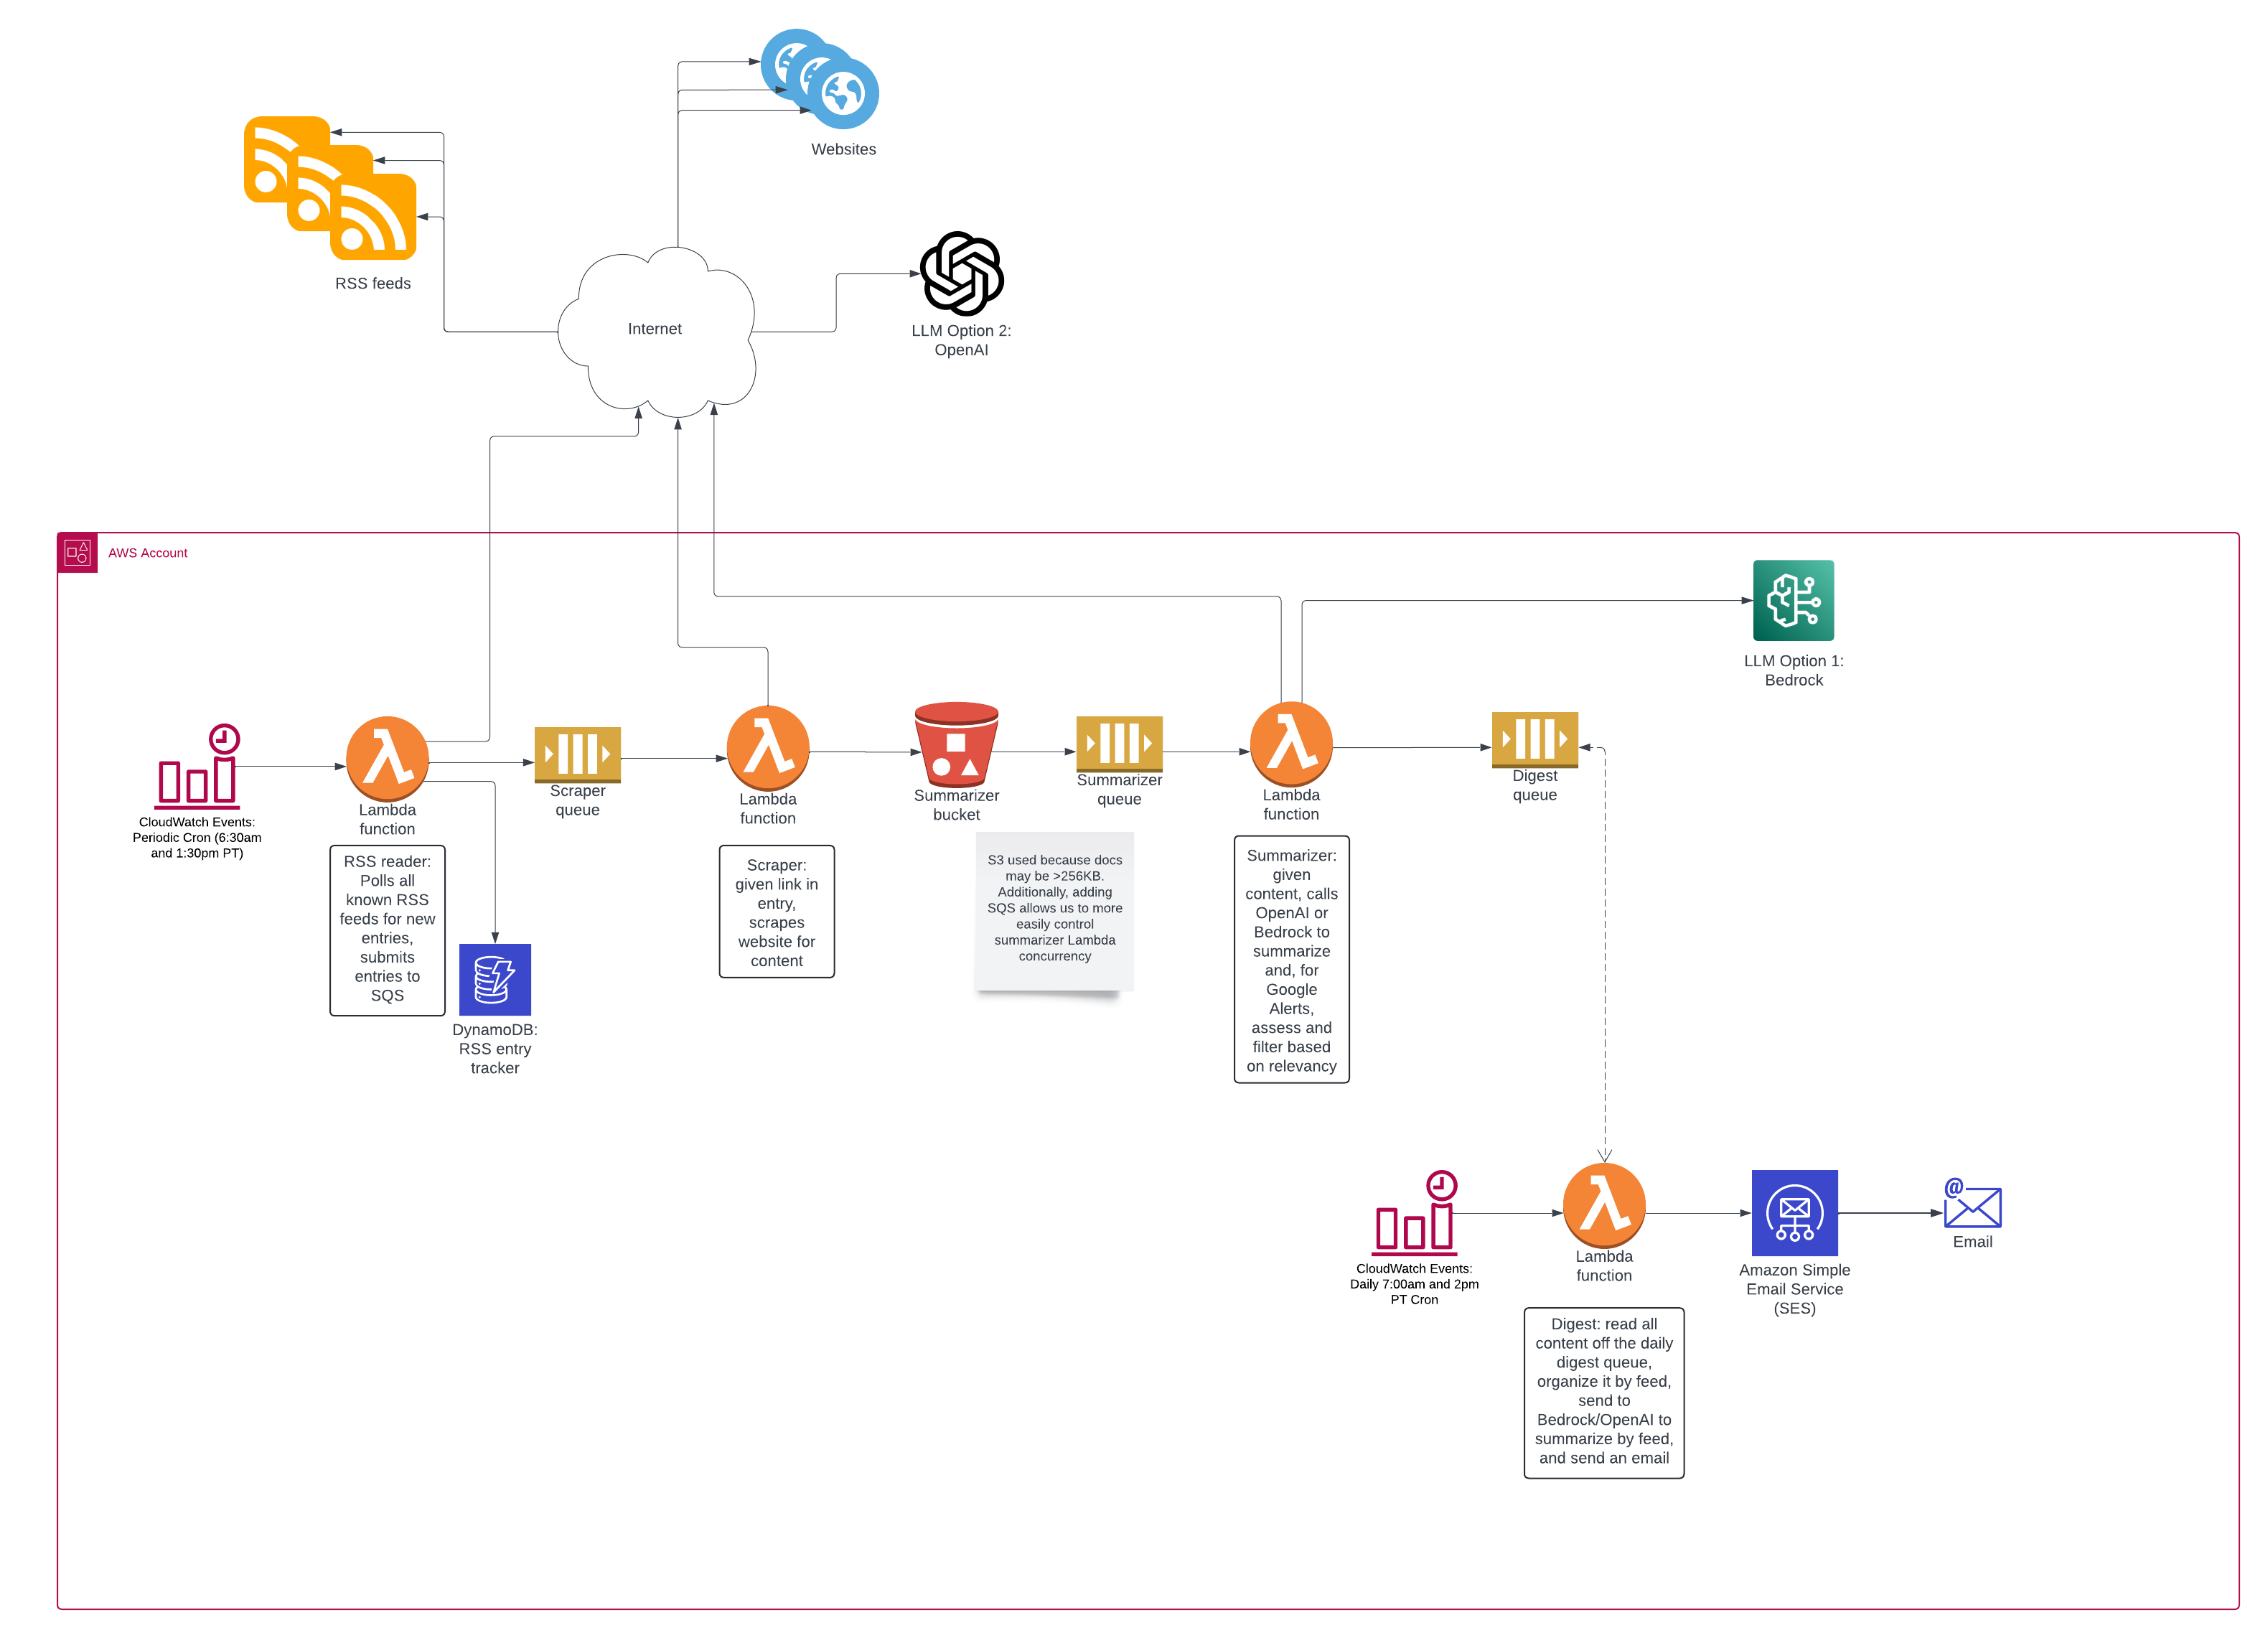 Websites
RSS feeds
Internet
LLM Option 2:
OpenAI
AWS Account
LLM Option 1:
Bedrock
CloudWatch Events:
Periodic Cron (6:30am
and 1:30pm PT)
Lambda
function
RSS reader:
Polls all
known RSS
feeds for new
entries,
submits
entries to
SQS
DynamoDB:
RSS entry
tracker
Scraper
queue
Lambda
function
Scraper:
given link in
entry,
scrapes
website for
content
Summarizer
bucket
S3 used because docs
may be >256KB.
Additionally, adding
SQS allows us to more
easily control
summarizer Lambda
concurrency
Summarizer
queue
Lambda
function
Summarizer:
given
content, calls
OpenAI or
Bedrock to
summarize
and, for
Google
Alerts,
assess and
filter based
on relevancy
Digest
queue
CloudWatch Events:
Daily 7:00am and 2pm
PT Cron
Lambda
function
Digest: read all
content off the daily
digest queue,
organize it by feed,
send to
Bedrock/OpenAI to
summarize by feed,
and send an email
Amazon Simple
Email Service
(SES)
@
Email